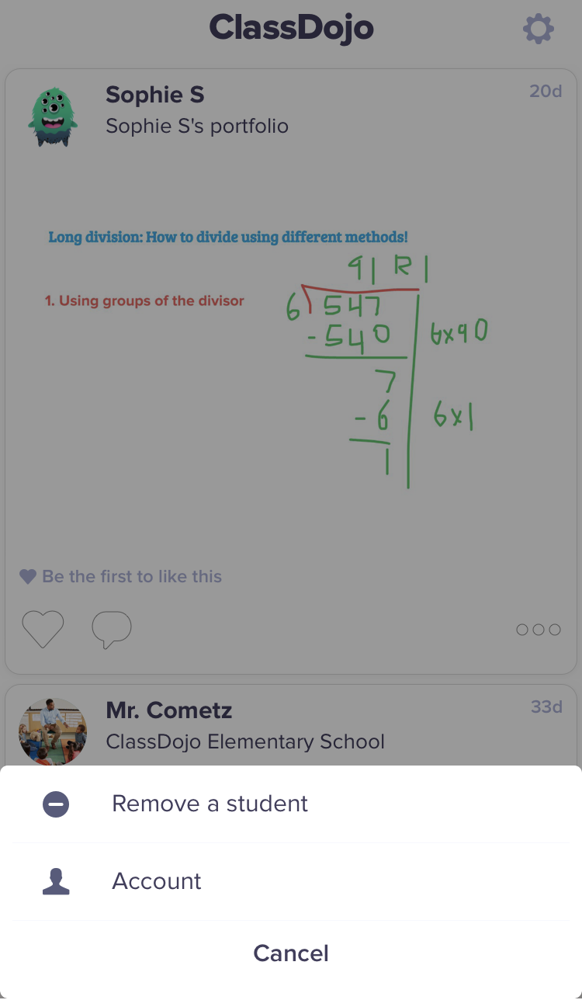 ClassDojo
Sophie S
20d
Sophie S's portfolio
Long division: How to divide using different methods!
91 R 1
1. Using groups of the divisor
6 547
-540 6x90
7
-6 6x1
1
Be the first to like this
Mr. Cometz
33d
ClassDojo Elementary School
Remove a student
Account
Cancel